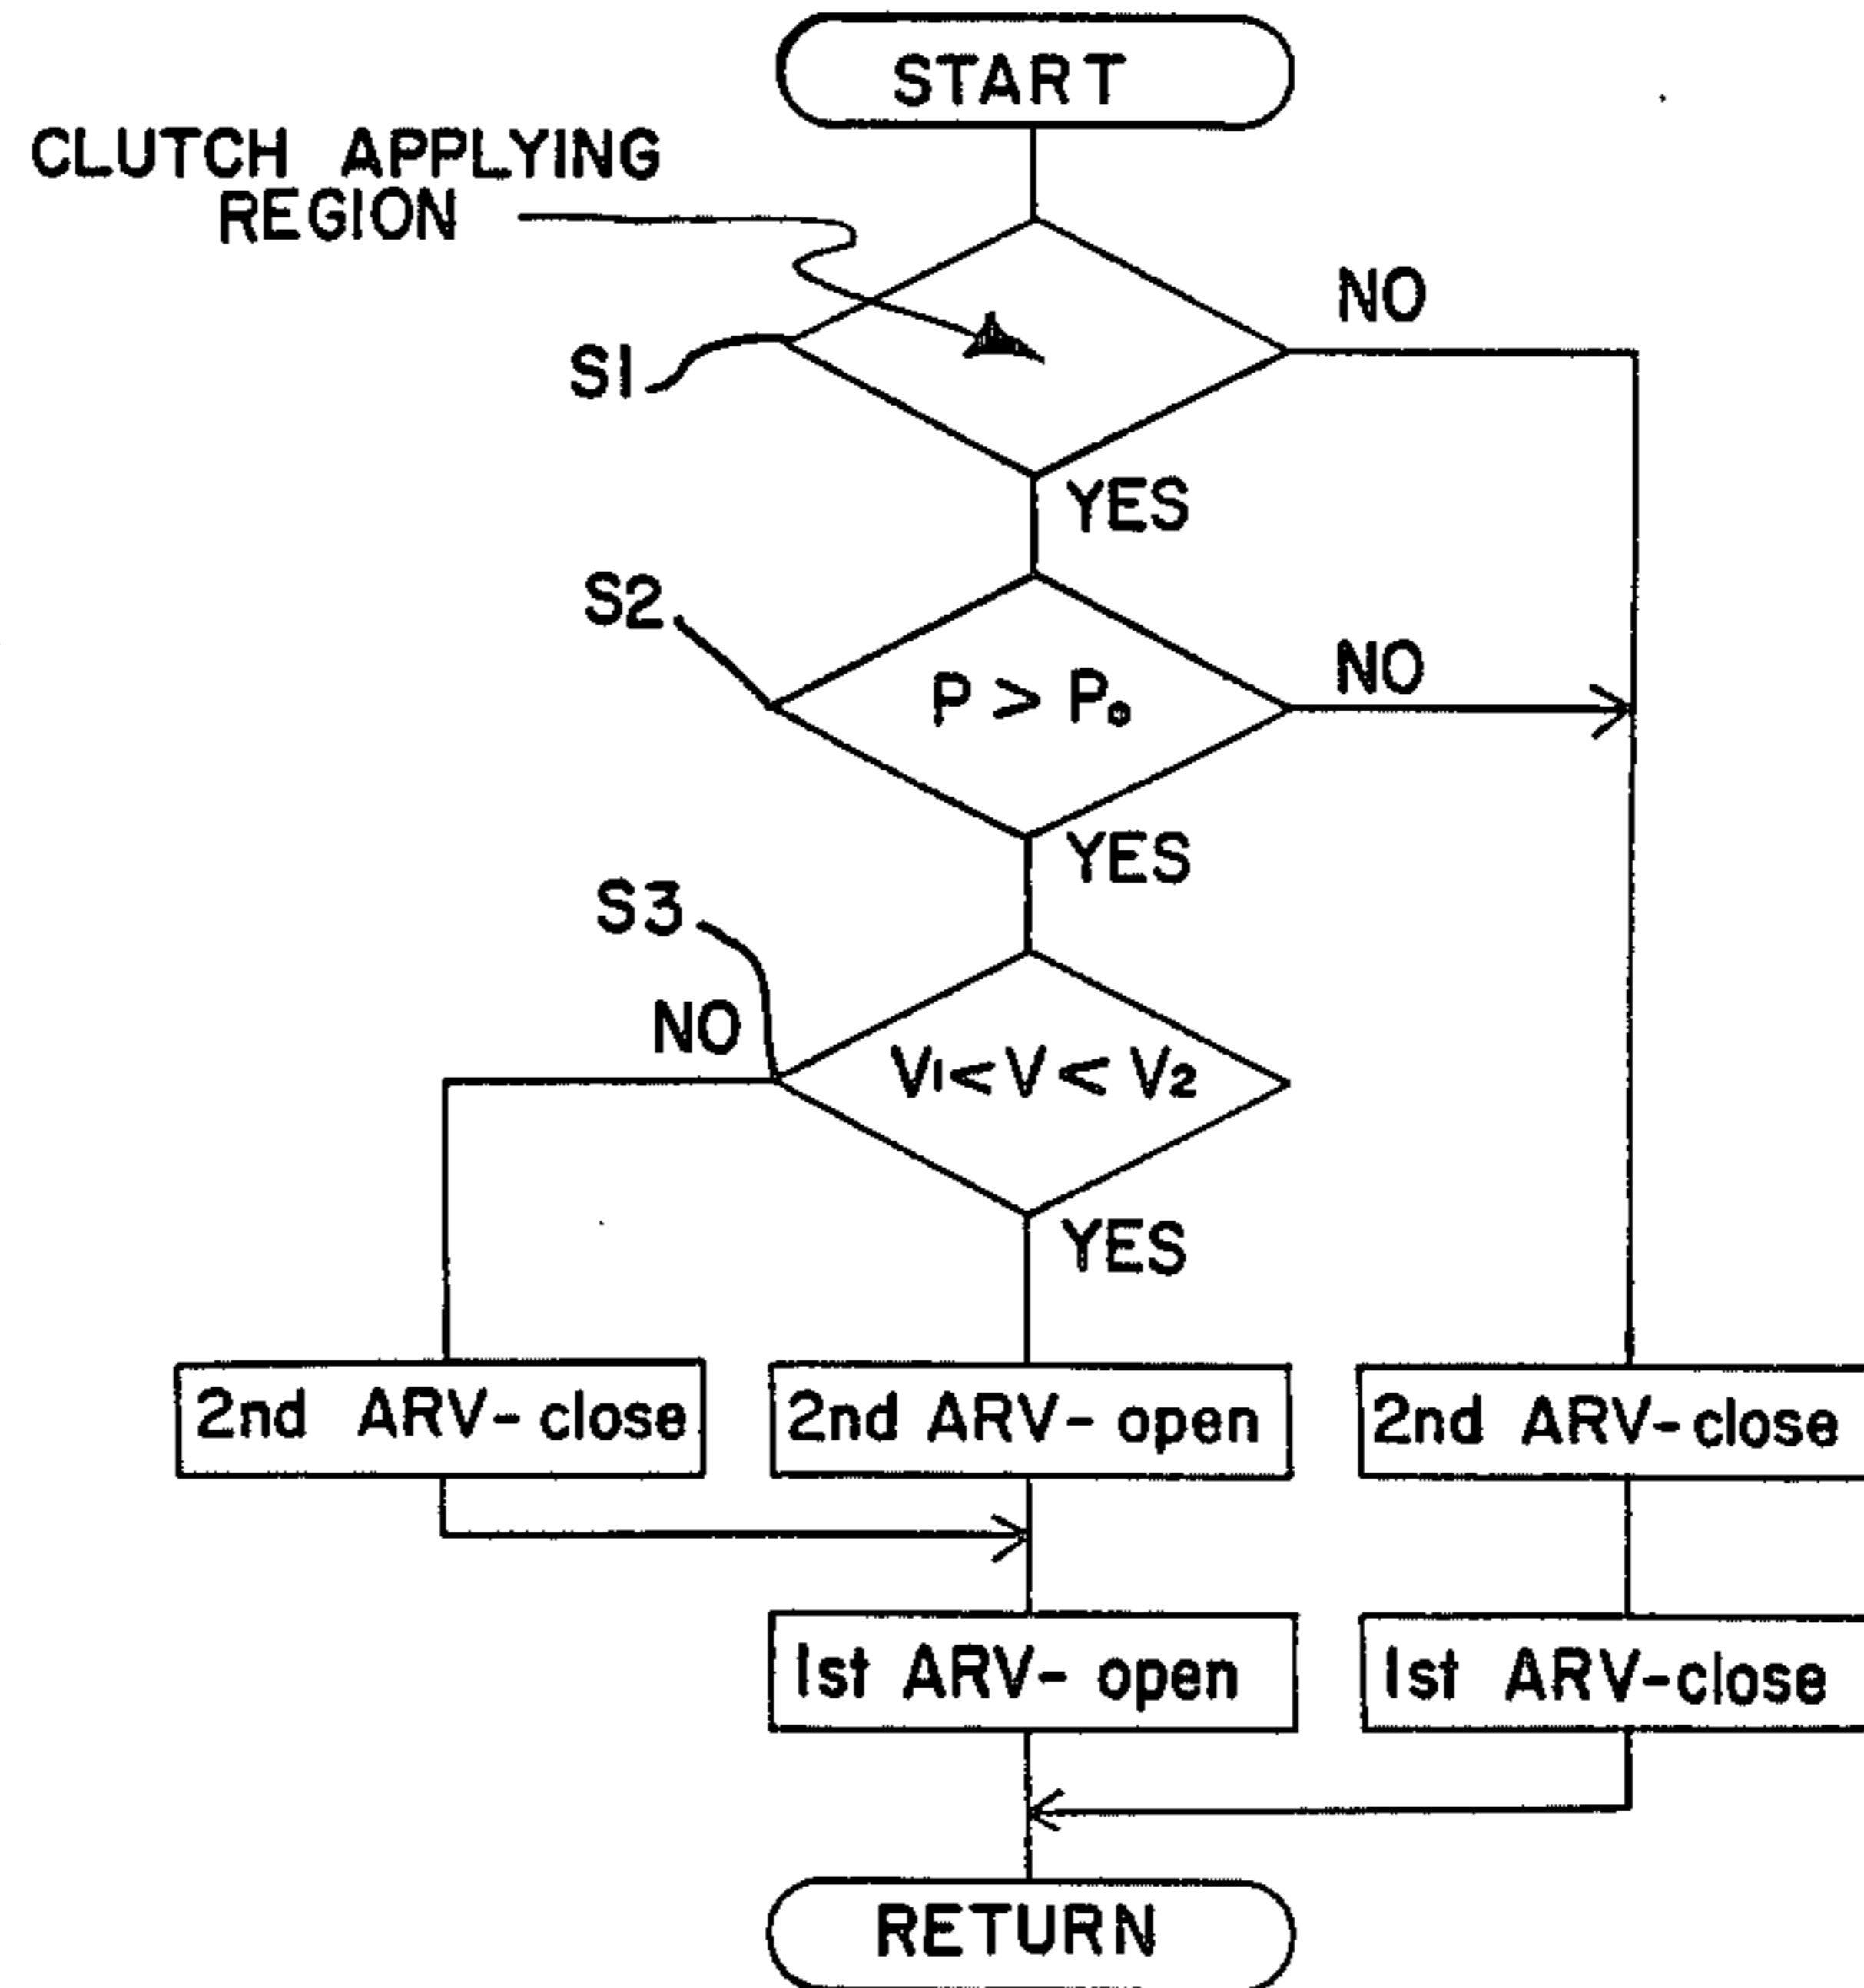 START
CLUTCH APPLYING
REGION
NO
S1
YES
S2
P > P₀
NO
YES
S3
NO
V₁ < V < V₂
YES
2nd ARV-close
2nd ARV-open
2nd ARV-close
1st ARV-open
1st ARV-close
RETURN